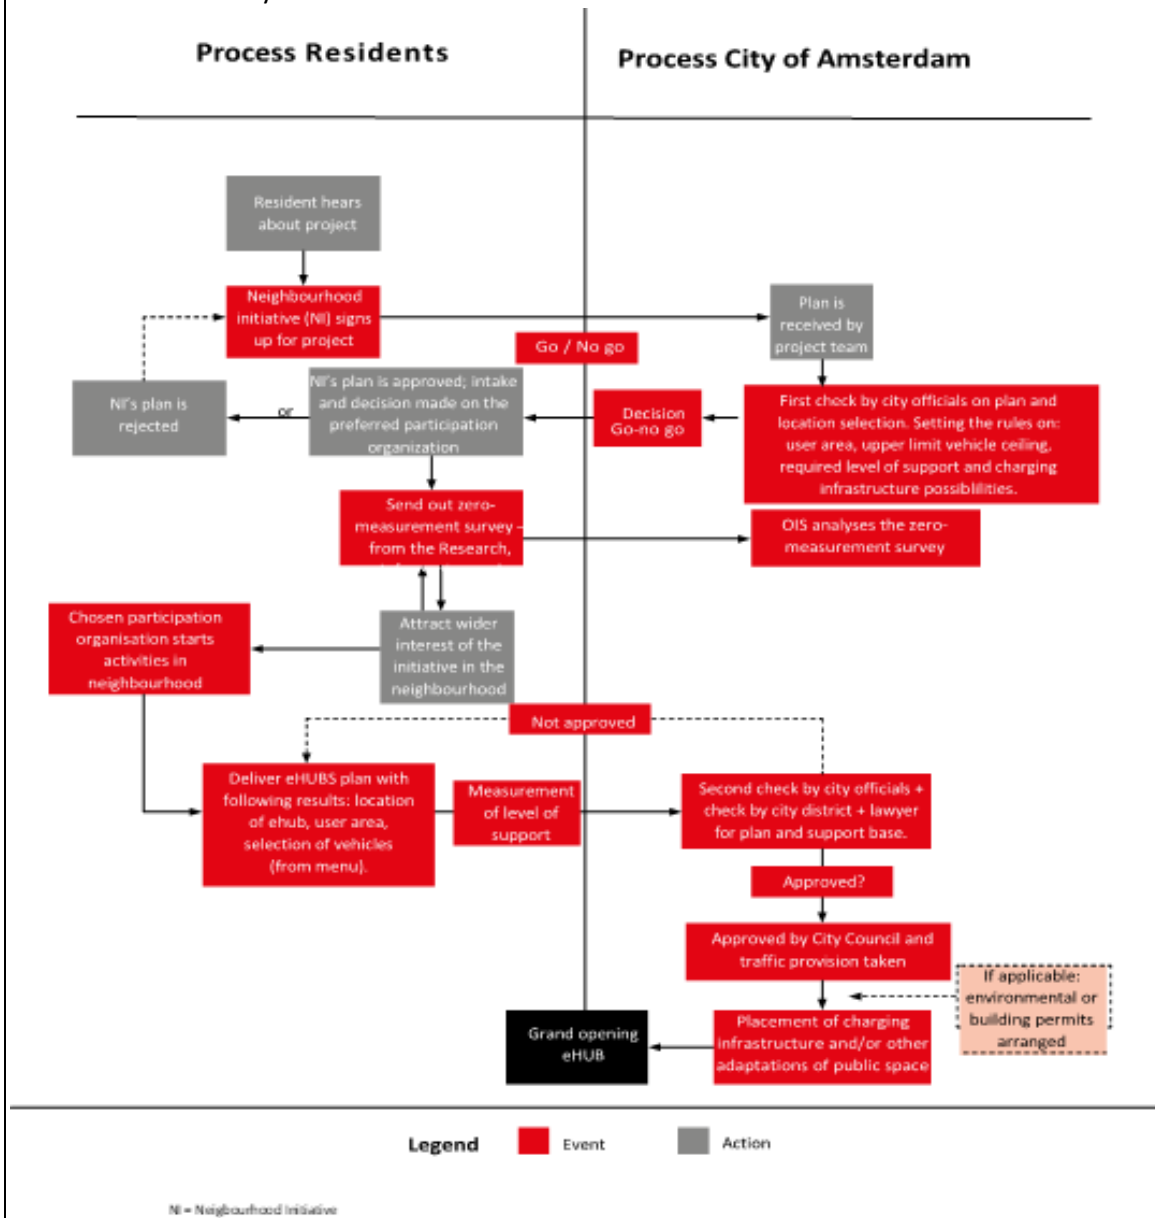 Process Residents
Process City of Amsterdam
Resident hears
about project
Neighbourhood
initiative (NI) signs
up for project
Plan is
received by
project team
Go / No go
NI's plan is
rejected
or
NI's plan is approved; intake
and decision made on the
preferred participation
organization
Decision
Go-no go
First check by city officials on plan and
location selection. Setting the rules on:
user area, upper limit vehicle ceiling,
required level of support and charging
infrastructure possiblilities.
Send out zero-
measurement survey –
from the Research,
OIS analyses the zero-
measurement survey
Chosen participation
organisation starts
activities in
neighbourhood
Attract wider
interest of the
initiative in the
neighbourhood
Not approved
Deliver eHUBS plan with
following results: location
of ehub, user area,
selection of vehicles
(from menu).
Measurement
of level of
support
Second check by city officials +
check by city district + lawyer
for plan and support base.
Approved?
Approved by City Council and
traffic provision taken
If applicable:
environmental or
building permits
arranged
Grand opening
eHUB
Placement of charging
infrastructure and/or other
adaptations of public space
Legend
Event
Action
NI = Neigbourhood Initiative